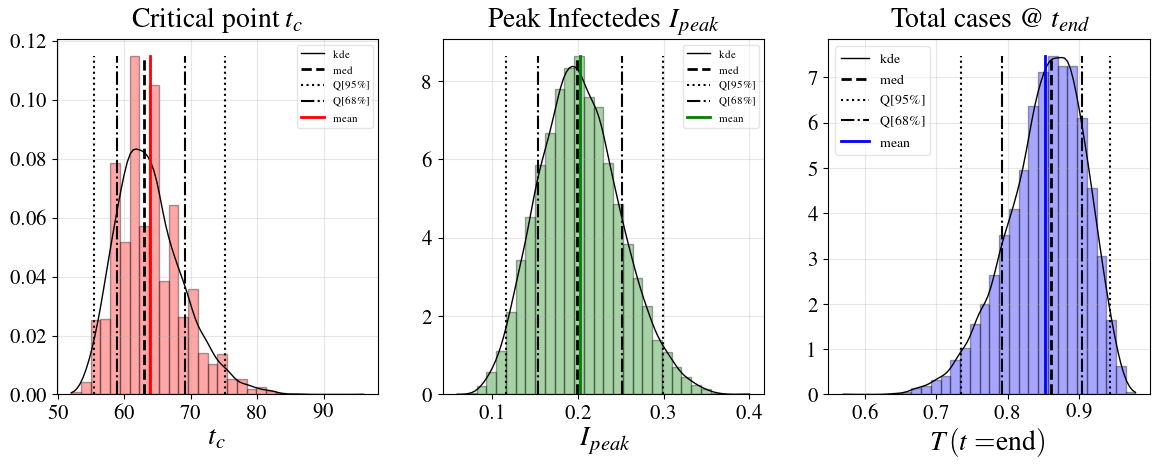 Critical point t_c
0.12
0.10
0.08
0.06
0.04
0.02
0.00
50 60 70 80 90
t_c
kde
med
Q[95%]
Q[68%]
mean
Peak Infectedes I_peak
8
6
4
2
0
0.1 0.2 0.3 0.4
I_peak
kde
med
Q[95%]
Q[68%]
mean
Total cases @ t_end
7
6
5
4
3
2
1
0
0.6 0.7 0.8 0.9
T (t =end)
kde
med
Q[95%]
Q[68%]
mean